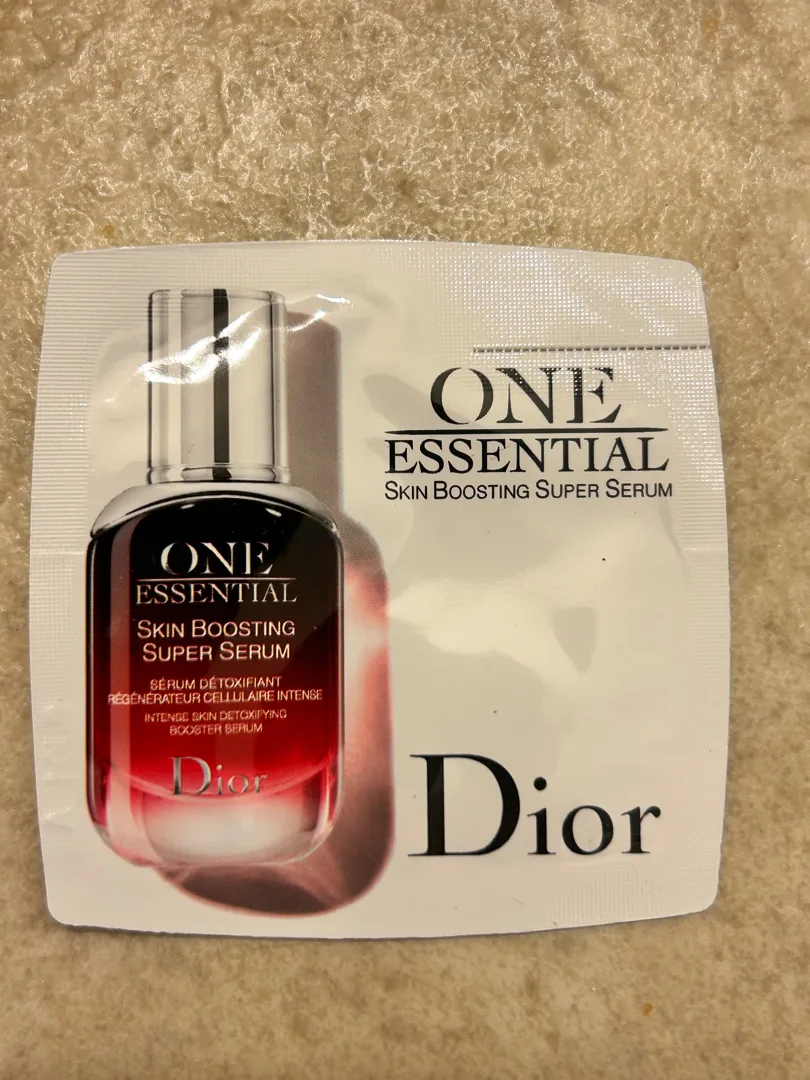 ONE
ESSENTIAL
SKIN BOOSTING SUPER SERUM
ONE
ESSENTIAL
SKIN BOOSTING
SUPER SERUM
SÉRUM DÉTOXIFIANT
RÉGÉNÉRATEUR CELLULAIRE INTENSE
INTENSE SKIN DETOXIFYING
BOOSTER SERUM
Dior
Dior